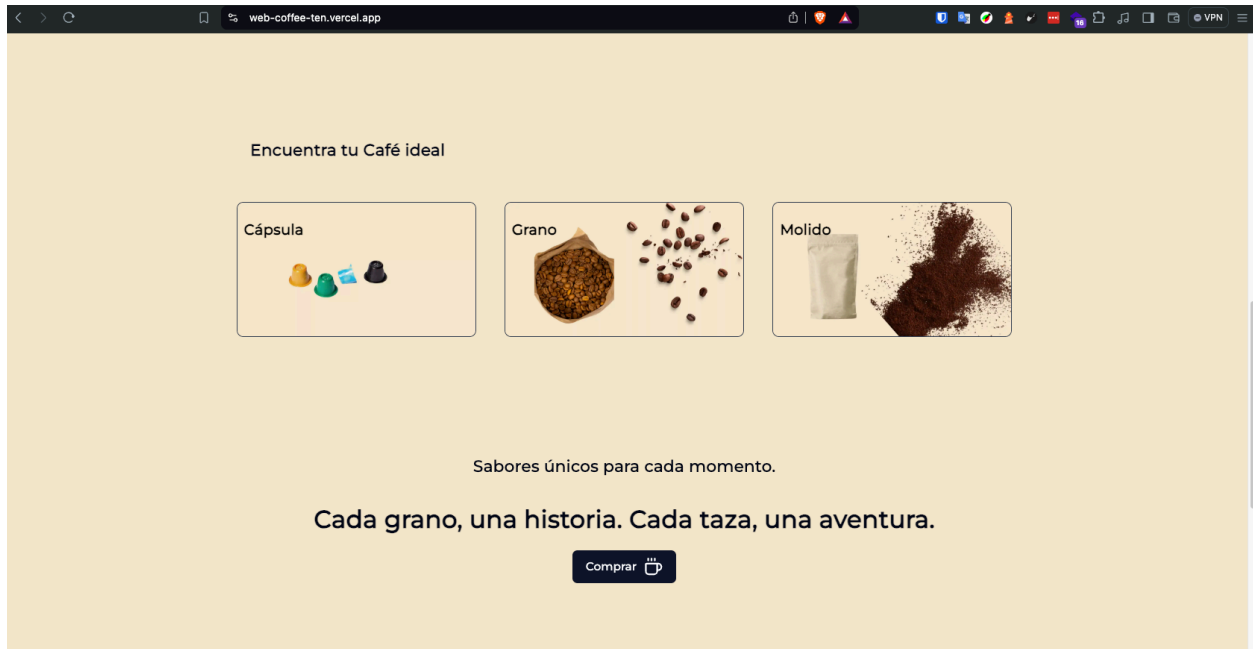 web-coffee-ten.vercel.app
16
VPN
Encuentra tu Café ideal
Cápsula
Grano
Molido
Sabores únicos para cada momento.
Cada grano, una historia. Cada taza, una aventura.
Comprar